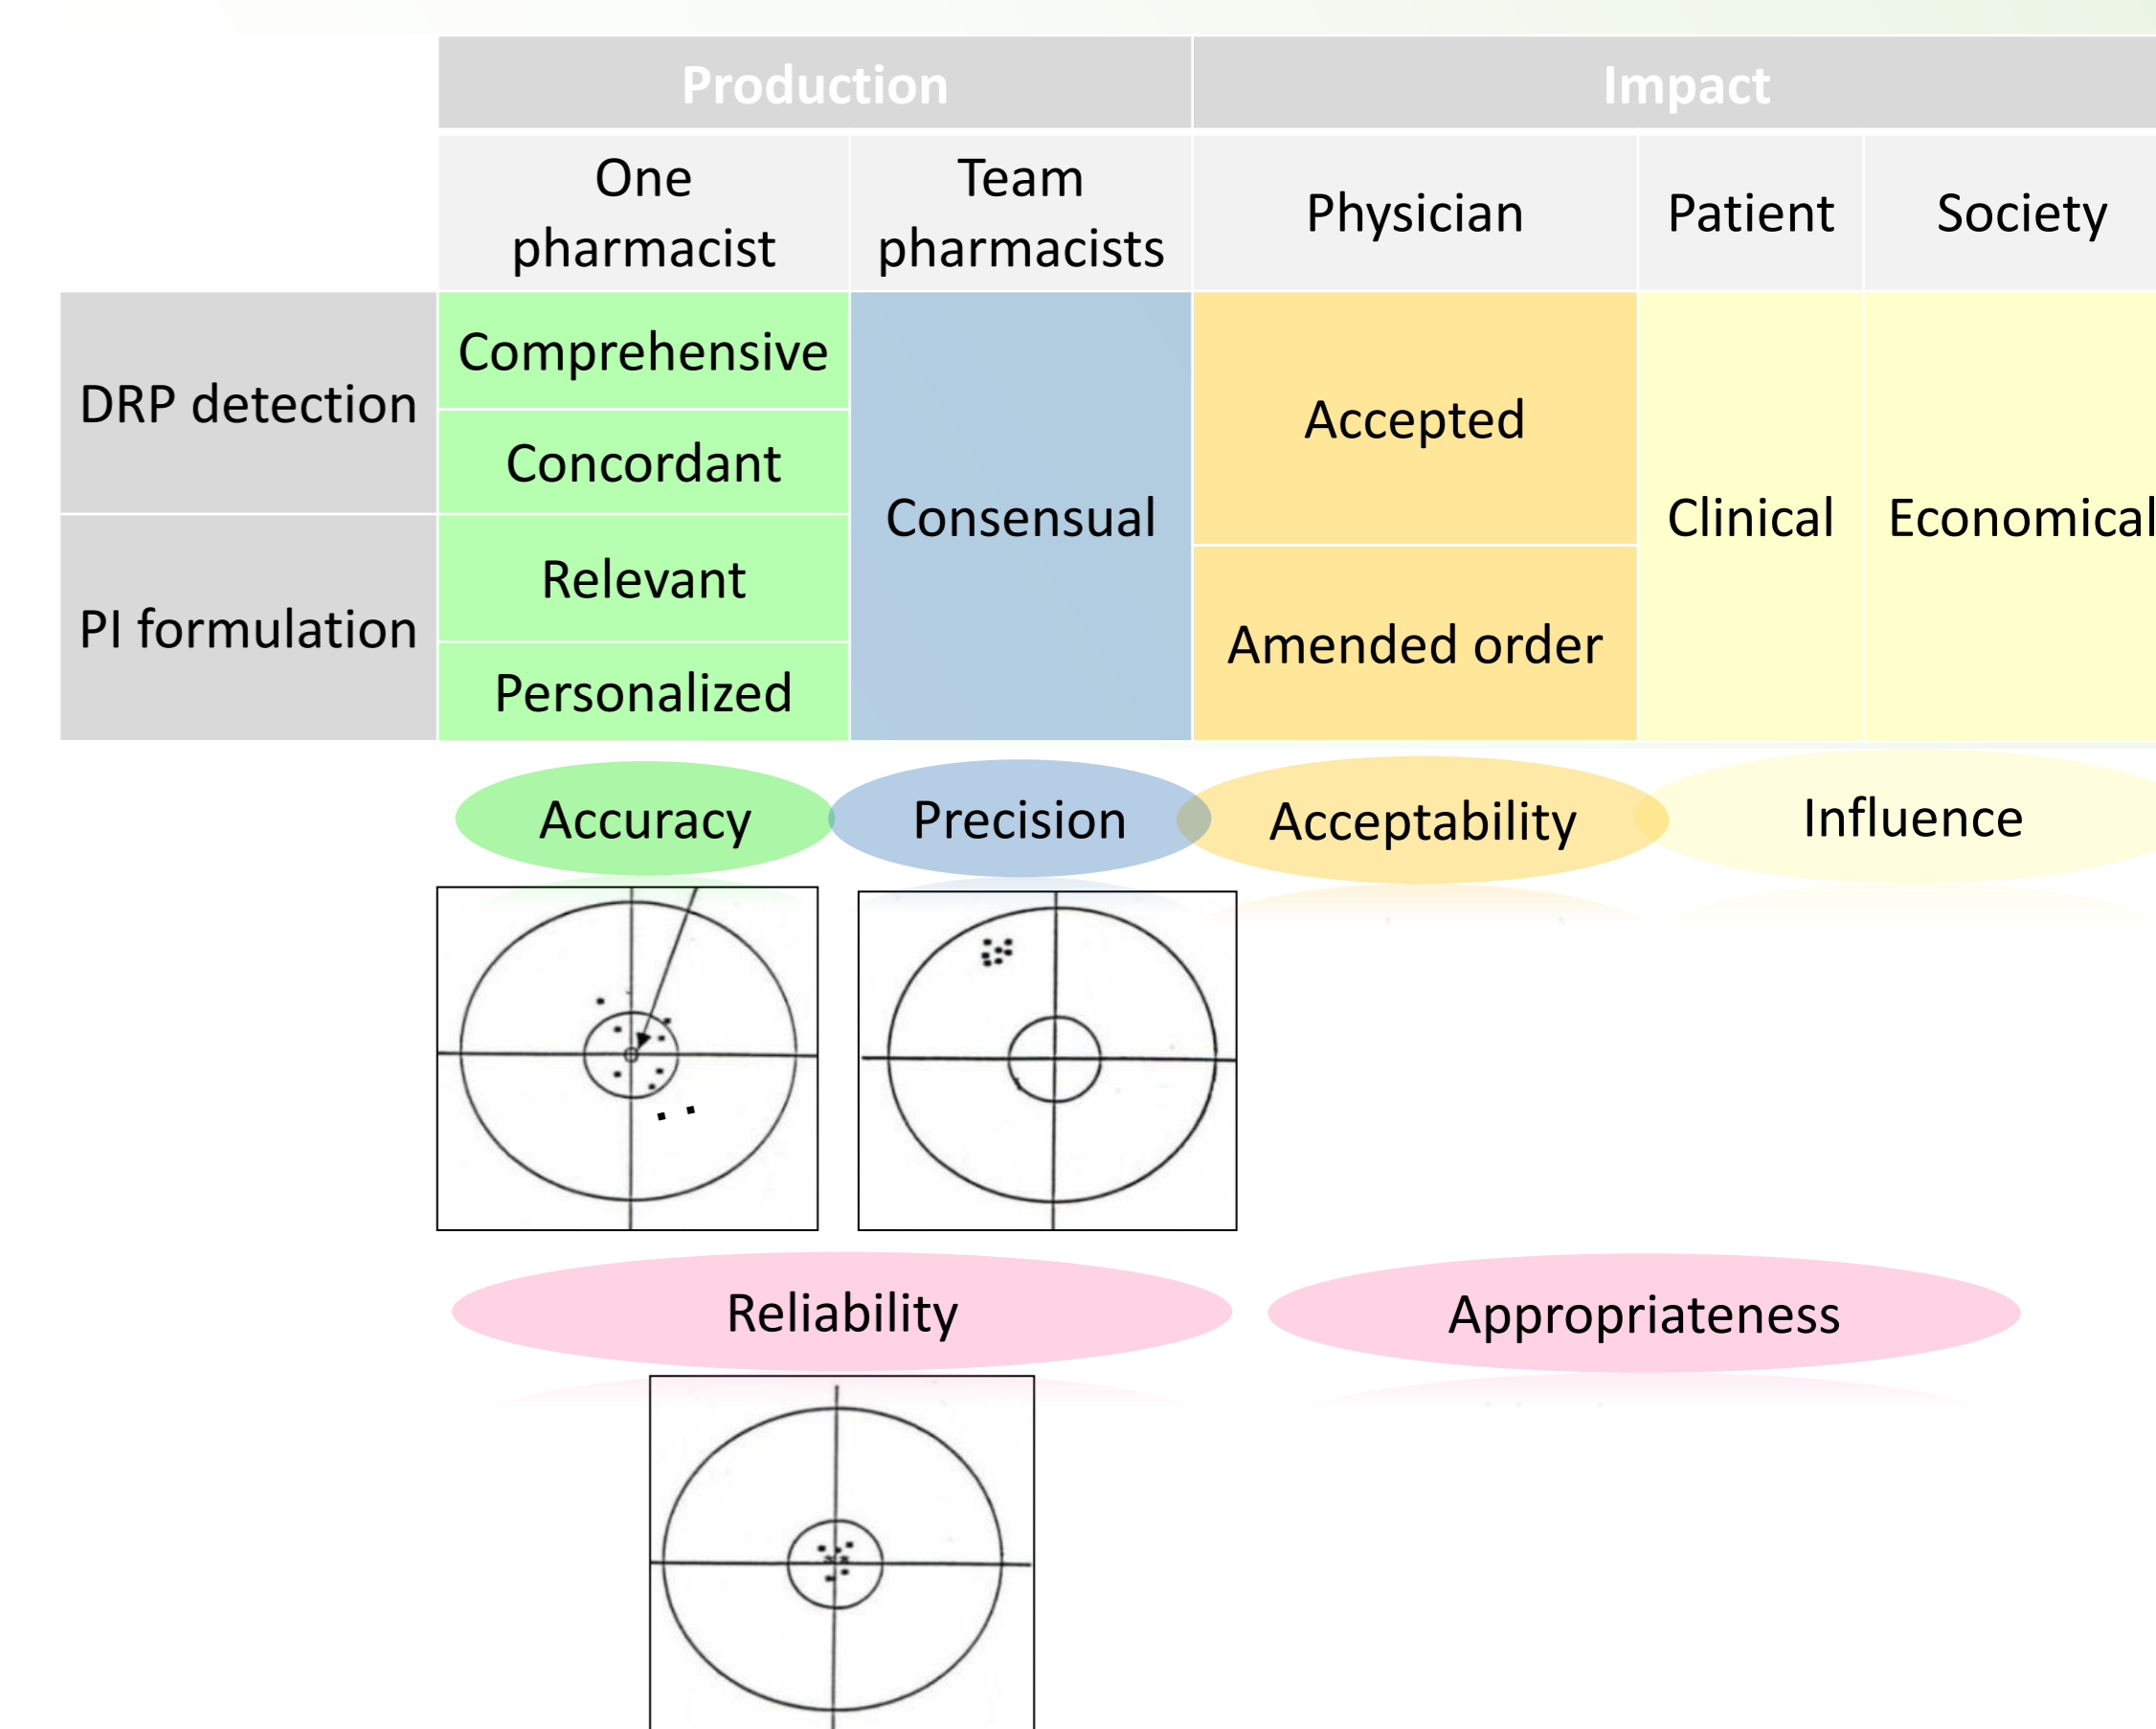 Production
Impact
One
pharmacist
Team
pharmacists
Physician
Patient
Society
DRP detection
Comprehensive
Concordant
Consensual
Accepted
Clinical
Economical
PI formulation
Relevant
Personalized
Amended order
Accuracy
Precision
Acceptability
Influence
Reliability
Appropriateness